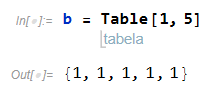 In[●]:= b = Table[1, 5]
tabela
Out[●]= {1, 1, 1, 1, 1}